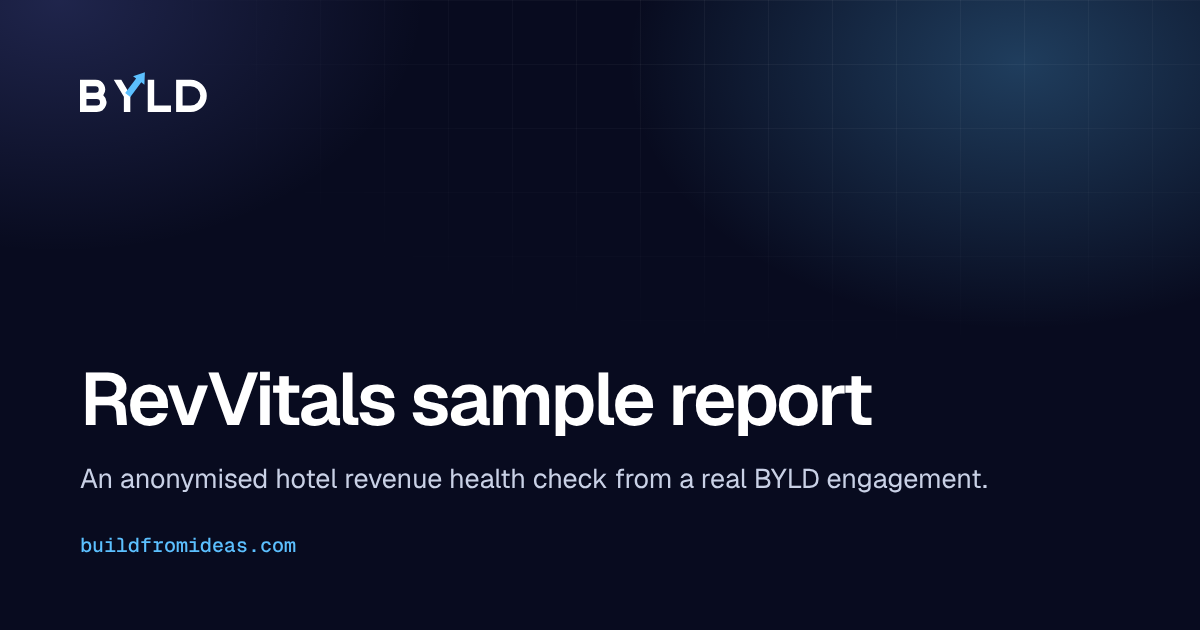 BYLD
RevVitals sample report
An anonymised hotel revenue health check from a real BYLD engagement.
buildfromideas.com